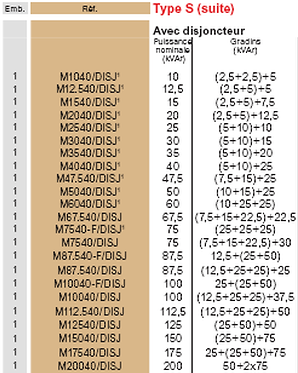 Emb. Réf. Type S (suite)
Avec disjoncteur
Puissance Gradins
nominale (kVAr)
(kVAr)
1 M1040/DISJ¹ 10 (2,5+2,5)+5
1 M12.540/DISJ¹ 12,5 (2,5+5)+5
1 M1540/DISJ¹ 15 (2,5+5)+7,5
1 M2040/DISJ¹ 20 (2,5+5)+12,5
1 M2540/DISJ¹ 25 (5+10)+10
1 M3040/DISJ¹ 30 (5+10)+15
1 M3540/DISJ¹ 35 (5+10)+20
1 M4040/DISJ¹ 40 (5+10)+25
1 M47.540/DISJ¹ 47,5 (7,5+15)+25
1 M5040/DISJ¹ 50 (10+15)+25
1 M6040/DISJ¹ 60 (10+25)+25
1 M67.540/DISJ 67,5 (7,5+15+22,5)+22,5
1 M7540-F/DISJ¹ 75 (25+25+25)
1 M7540/DISJ 75 (7,5+15+22,5)+30
1 M87.540-F/DISJ 87,5 12,5+(25+50)
1 M87.540/DISJ 87,5 (12,5+25+25)+25
1 M10040-F/DISJ 100 25+(25+50)
1 M10040/DISJ 100 (12,5+25+25)+37,5
1 M112.540/DISJ 112,5 (12,5+25+25)+50
1 M12540/DISJ 125 (25+50)+50
1 M15040/DISJ 150 (25+50)+75
1 M17540/DISJ 175 25+(25+50)+75
1 M20040/DISJ 200 50+2x75